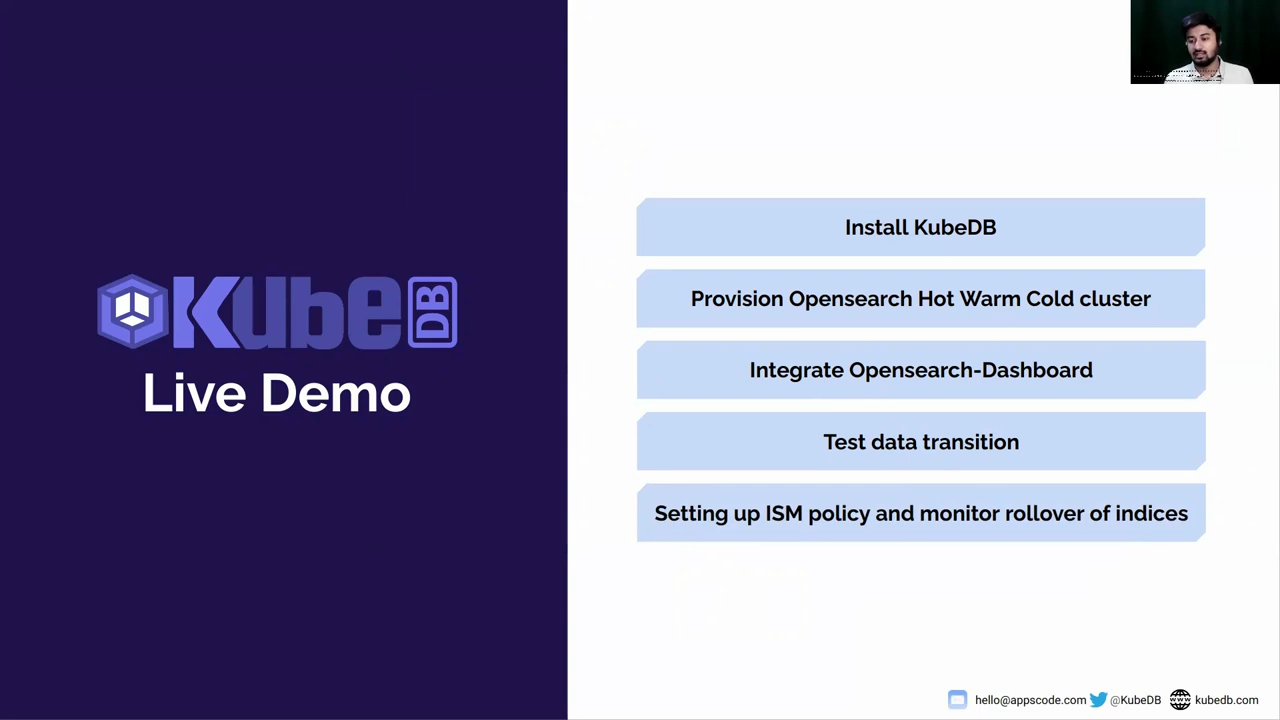 KubeDB
Live Demo
Install KubeDB
Provision Opensearch Hot Warm Cold cluster
Integrate Opensearch-Dashboard
Test data transition
Setting up ISM policy and monitor rollover of indices
hello@appscode.com @KubeDB kubedb.com